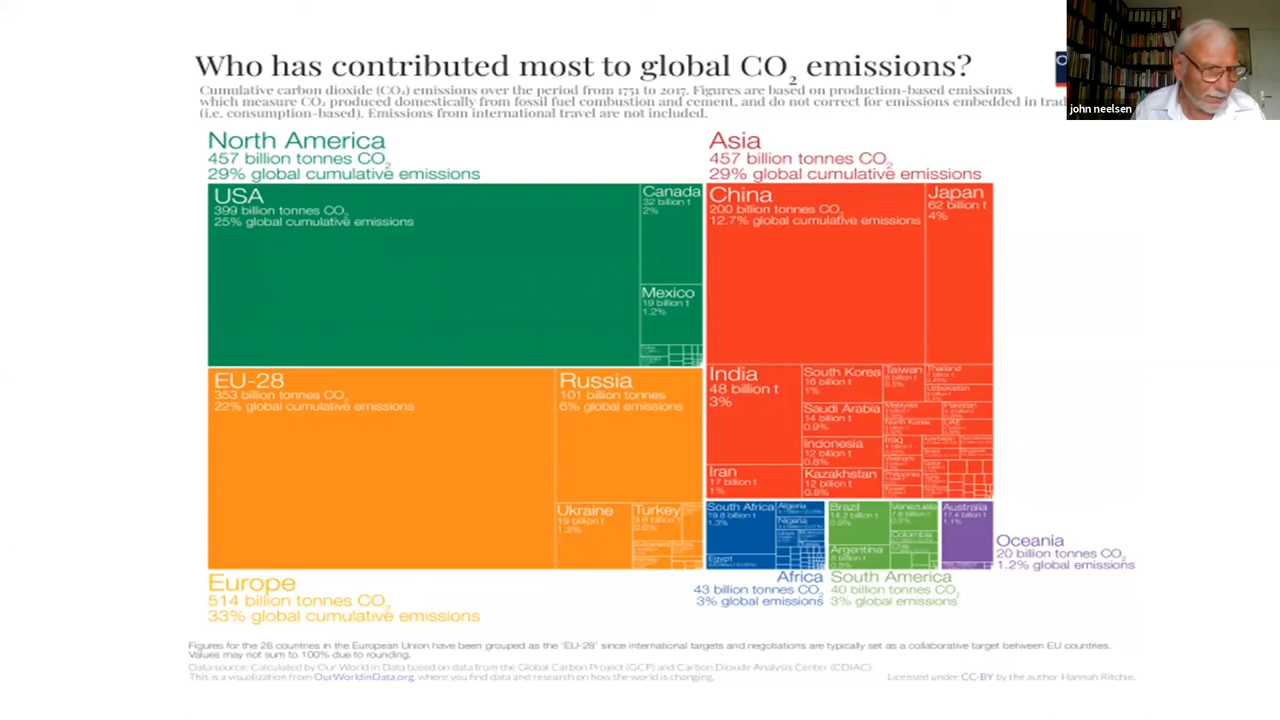 Who has contributed most to global CO₂ emissions?
Cumulative carbon dioxide (CO₂) emissions over the period from 1751 to 2017. Figures are based on production-based emissions
which measure CO₂ produced domestically from fossil fuel combustion and cement, and do not correct for emissions embedded in trad
(i.e. consumption-based). Emissions from international travel are not included.
john neelsen
North America
457 billion tonnes CO₂
29% global cumulative emissions
USA
399 billion tonnes CO₂
25% global cumulative emissions
Canada
32 billion t
2%
Mexico
19 billion t
1.2%
Asia
457 billion tonnes CO₂
29% global cumulative emissions
China
200 billion tonnes CO₂
12.7% global cumulative emissions
Japan
62 billion t
4%
EU-28
353 billion tonnes CO₂
22% global cumulative emissions
Russia
101 billion tonnes
6% global emissions
Ukraine
19 billion t
1.2%
Turkey
India
48 billion t
3%
Iran
17 billion t
1%
South Korea
16 billion t
1%
Saudi Arabia
14 billion t
0.9%
Indonesia
12 billion t
0.8%
Kazakhstan
12 billion t
0.8%
Taiwan
Thailand
Uzbekistan
Malaysia
Pakistan
North Korea
UAE
Iraq
Vietnam
South Africa
19.8 billion t
1.3%
Egypt
Algeria
Nigeria
Brazil
14.2 billion t
0.9%
Argentina
Venezuela
Colombia
Australia
17.4 billion t
1.1%
Oceania
20 billion tonnes CO₂
1.2% global emissions
Africa
43 billion tonnes CO₂
3% global emissions
South America
40 billion tonnes CO₂
3% global emissions
Europe
514 billion tonnes CO₂
33% global cumulative emissions
Figures for the 28 countries in the European Union have been grouped as the 'EU-28' since international targets and negotiations are typically set as a collaborative target between EU countries.
Values may not sum to 100% due to rounding.
Data source: Calculated by Our World in Data based on data from the Global Carbon Project (GCP) and Carbon Dioxide Analysis Center (CDIAC).
This is a visualization from OurWorldinData.org, where you find data and research on how the world is changing.
Licensed under CC-BY by the author Hannah Ritchie.